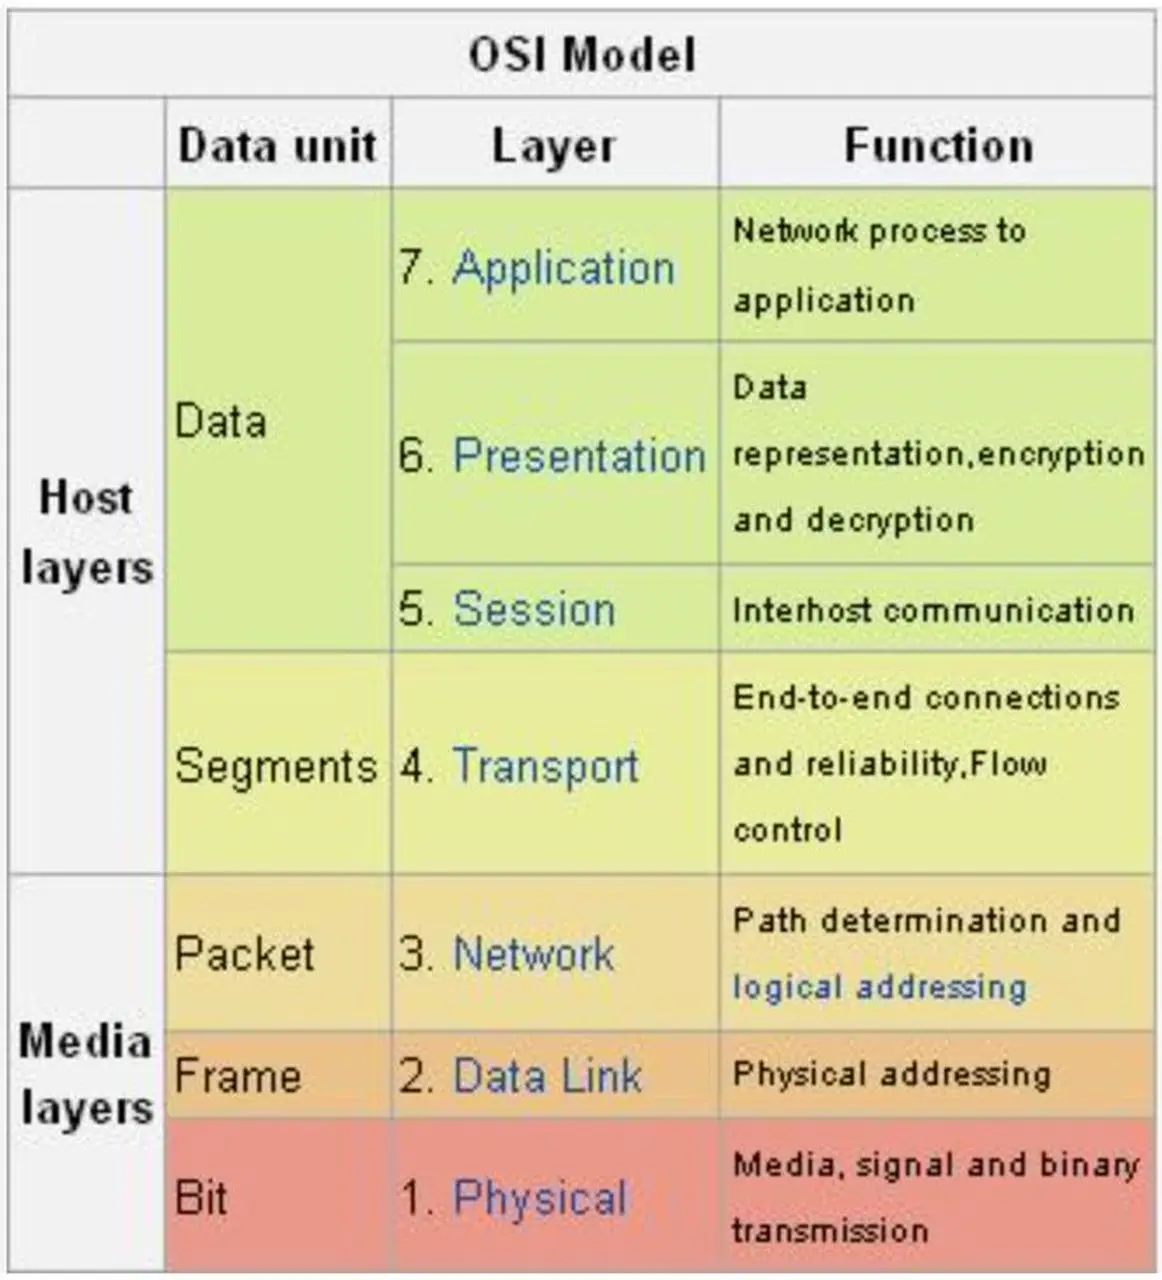 OSI Model
Data unit Layer Function
Host
layers
Data
7. Application
Network process to
application
6. Presentation
Data
representation,encryption
and decryption
5. Session
Interhost communication
Segments
4. Transport
End-to-end connections
and reliability,Flow
control
Media
layers
Packet
3. Network
Path determination and
logical addressing
Frame
2. Data Link
Physical addressing
Bit
1. Physical
Media, signal and binary
transmission